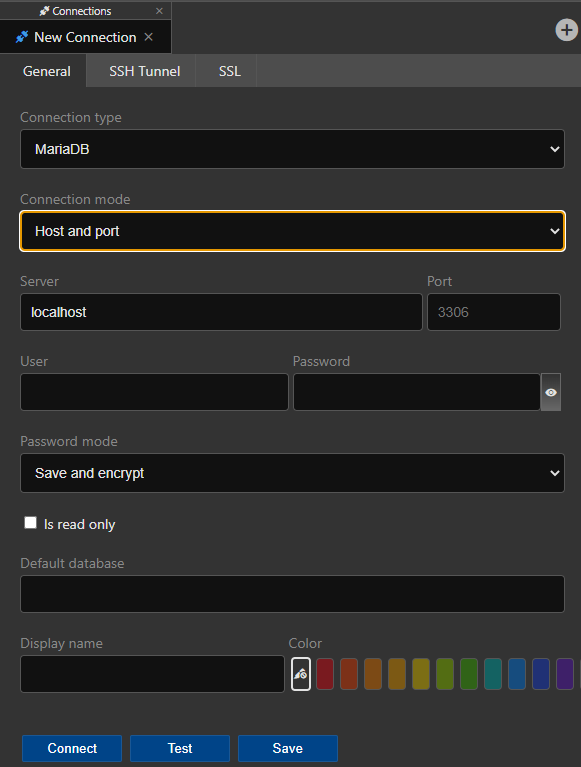 Connections
New Connection
General SSH Tunnel SSL
Connection type
MariaDB
Connection mode
Host and port
Server Port
localhost 3306
User Password
Password mode
Save and encrypt
Is read only
Default database
Display name Color
Connect Test Save